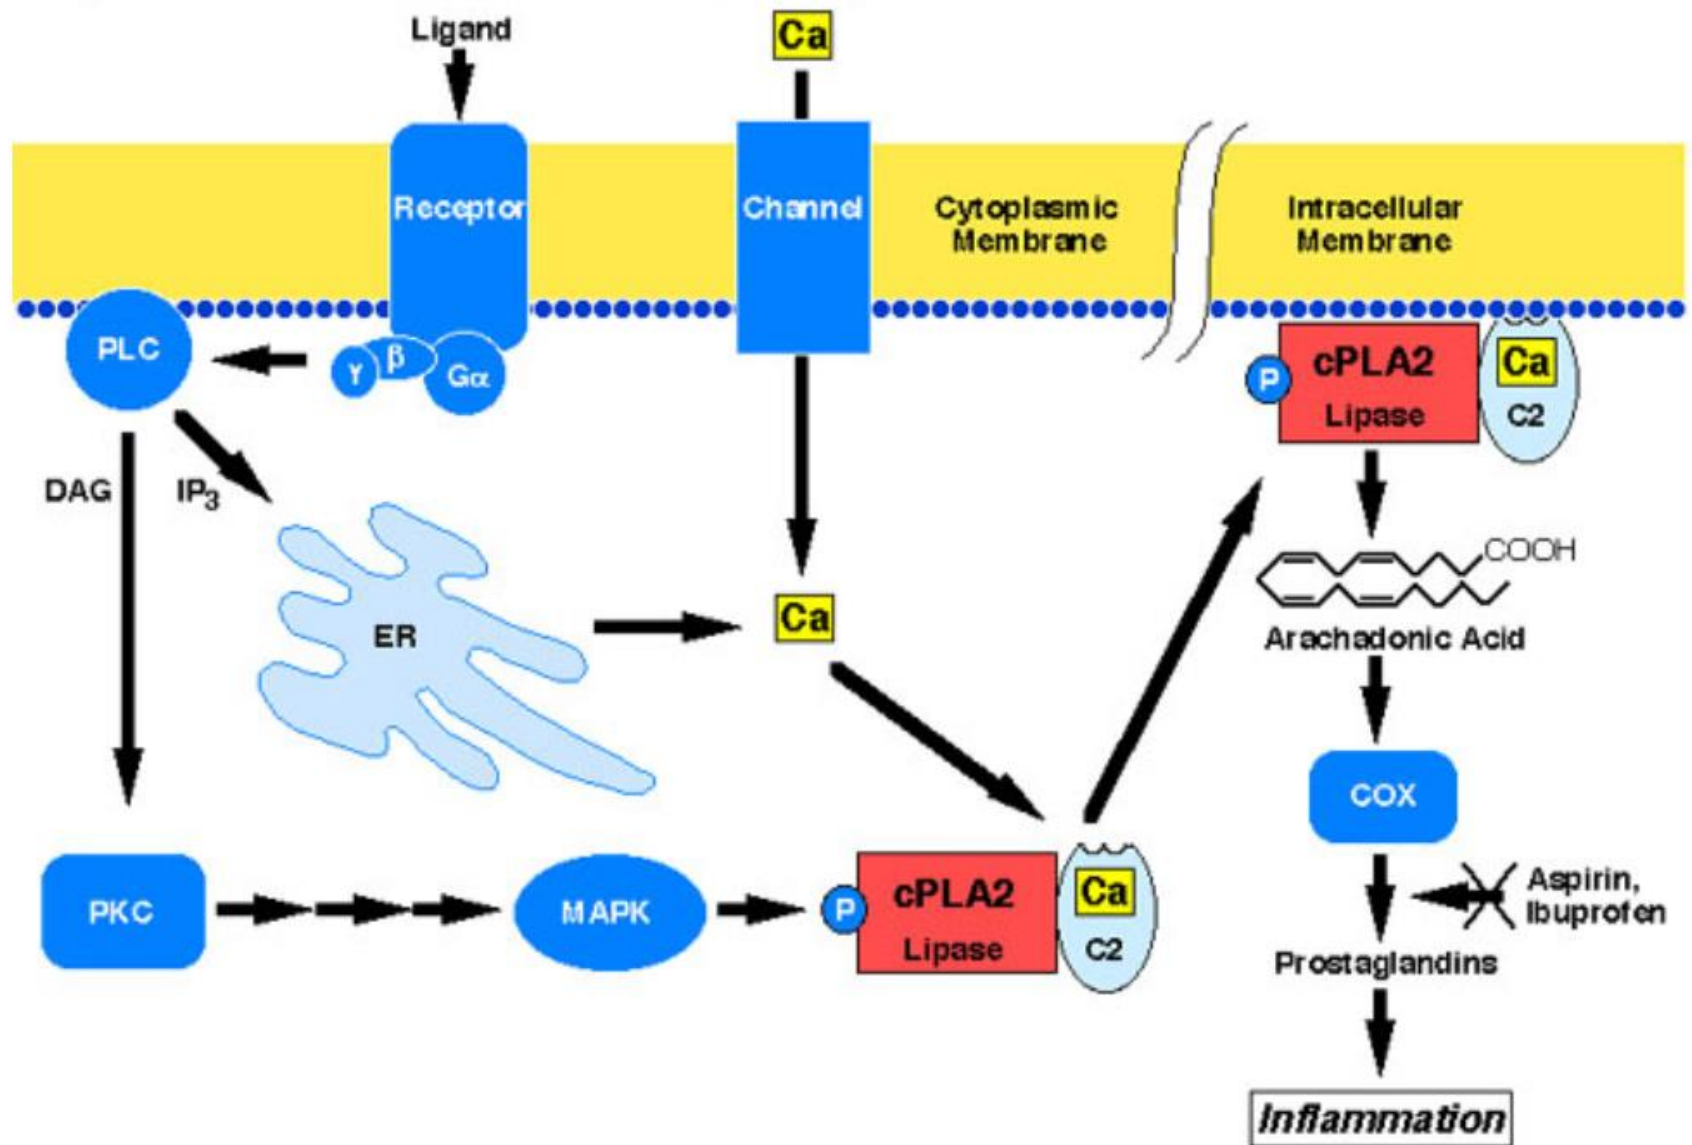 Ligand
Ca
Receptor
Channel
Cytoplasmic
Membrane
Intracellular
Membrane
PLC
γ
β
Gα
P
cPLA2
Lipase
Ca
C2
DAG
IP3
COOH
ER
Ca
Arachadonic Acid
COX
PKC
MAPK
P
cPLA2
Lipase
Ca
C2
Aspirin,
Ibuprofen
Prostaglandins
Inflammation